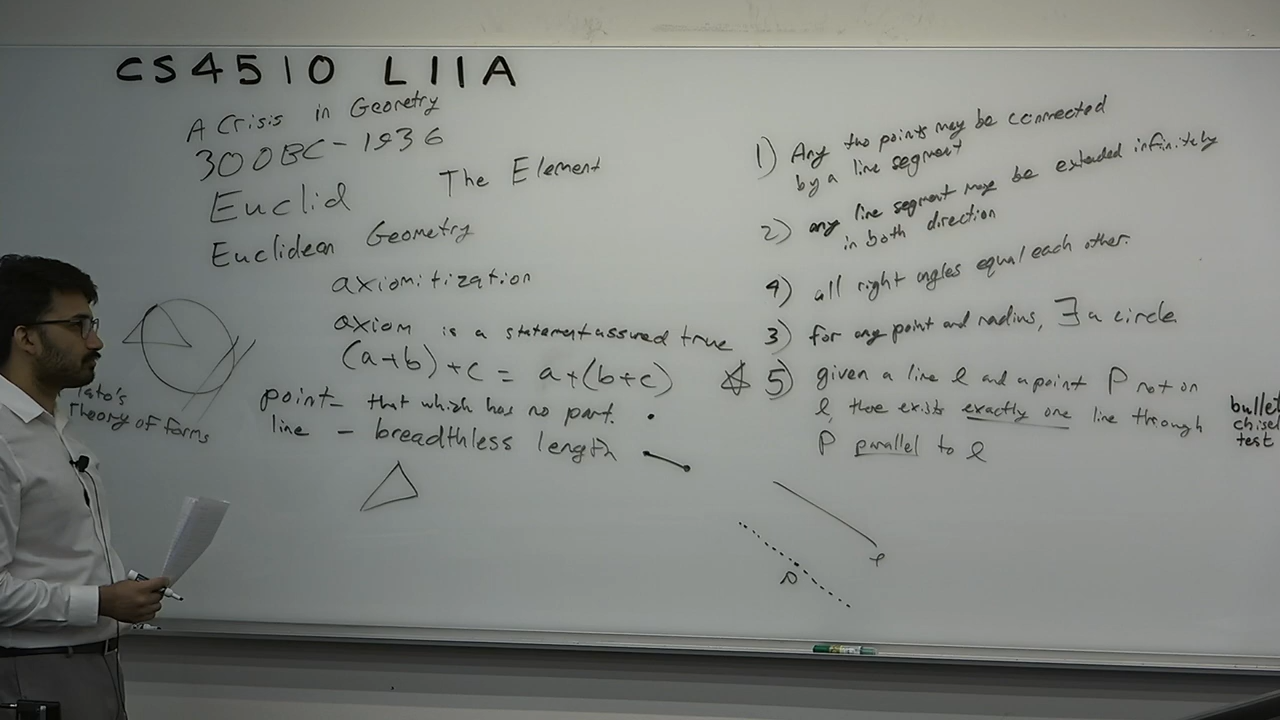 CS4510 L11A
A Crisis in Geometry
300BC - 1936
Euclid The Element
Euclidean Geometry
axiomitization
axiom is a statement assured true
(a+b)+c = a+(b+c)
point - that which has no part.
line - breadthless length
lato's
Theory of forms
1) Any two points may be connected
by a line segment
2) any line segment may be extended infinitely
in both direction
4) all right angles equal each other.
3) for any point and radius, ∃ a circle
5) given a line ℓ and a point P not on
ℓ, there exists exactly one line through
P parallel to ℓ
bullet
chisel
test
ℓ
P